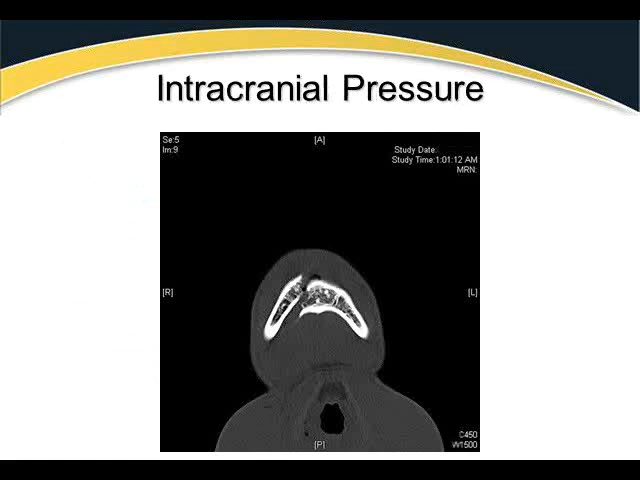 Intracranial Pressure
Se:5
Im:9
[A]
Study Date:
Study Time:1:01:12 AM
MRN:
[R]
[L]
[P]
C450
W1500